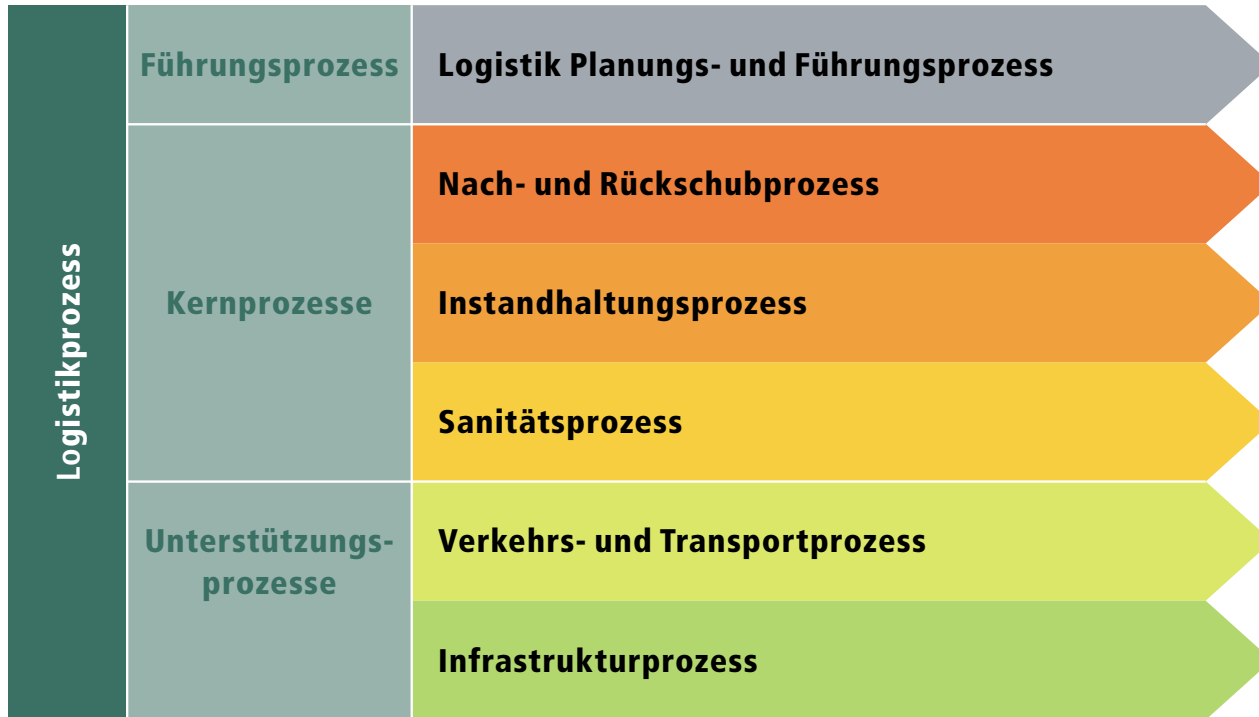 Logistikprozess
Führungsprozess
Logistik Planungs- und Führungsprozess
Kernprozesse
Nach- und Rückschubprozess
Instandhaltungsprozess
Sanitätsprozess
Unterstützungs-
prozesse
Verkehrs- und Transportprozess
Infrastrukturprozess